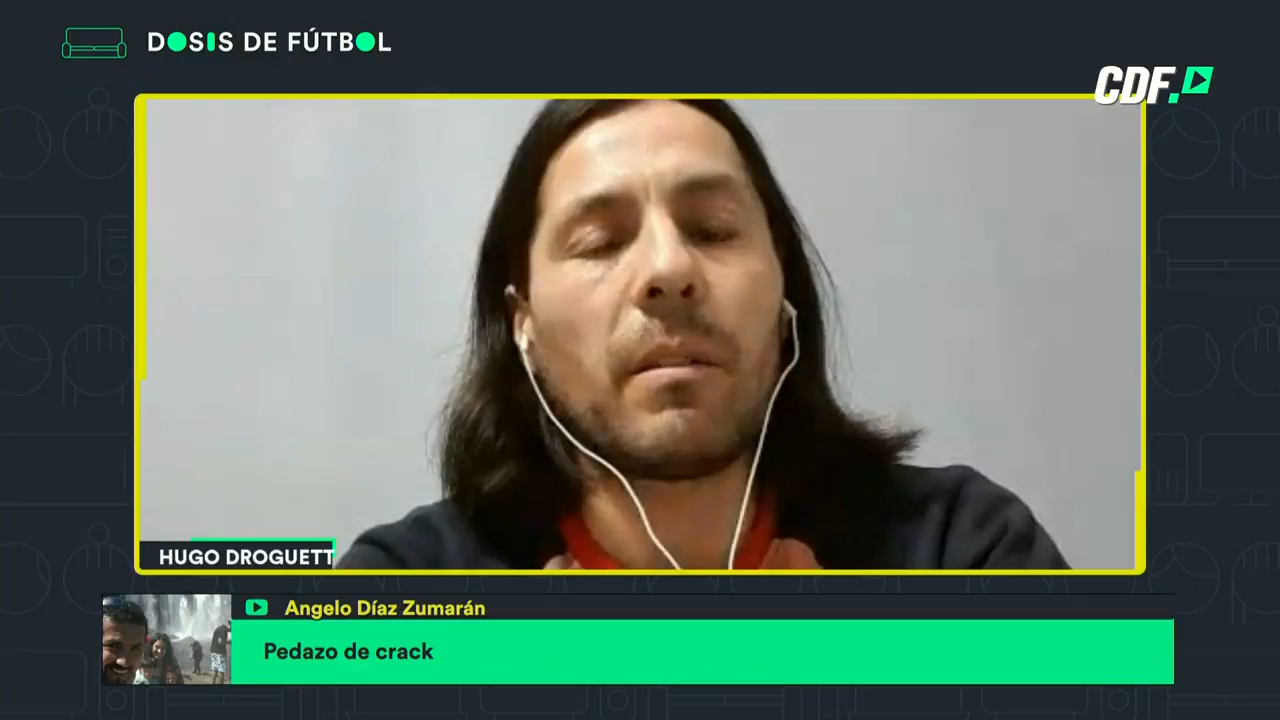 DOSIS DE FÚTBOL
CDF.
HUGO DROGUETT
Angelo Díaz Zumarán
Pedazo de crack